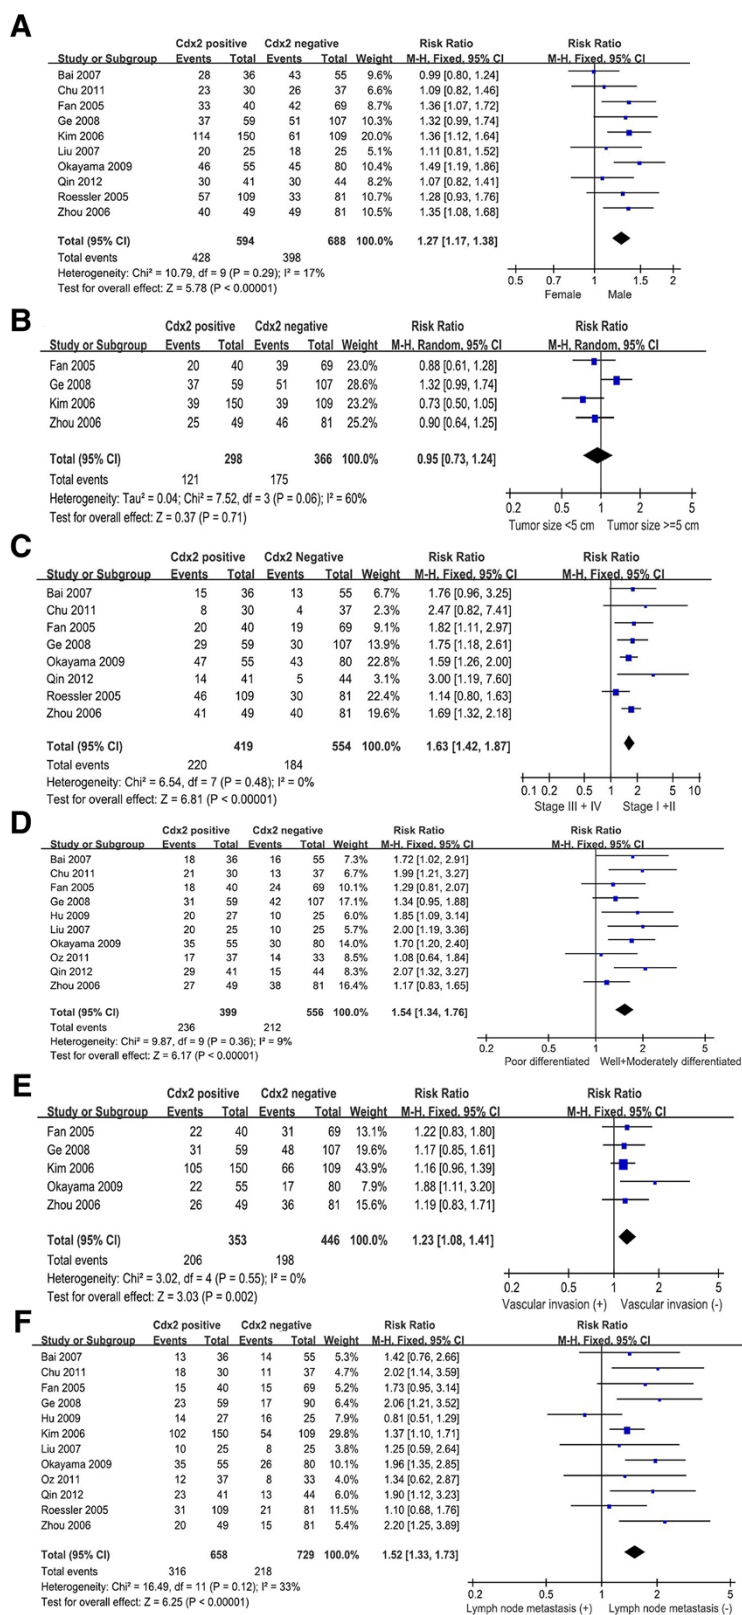 A
Cdx2 positive Cdx2 negative Risk Ratio Risk Ratio
Study or Subgroup Events Total Events Total Weight M-H, Fixed, 95% CI M-H, Fixed, 95% CI
Bai 2007 28 36 43 55 9.6% 0.99 [0.80, 1.24]
Chu 2011 23 30 26 37 6.6% 1.09 [0.82, 1.46]
Fan 2005 33 40 42 69 8.7% 1.36 [1.07, 1.72]
Ge 2008 37 59 51 107 10.3% 1.32 [0.99, 1.74]
Kim 2006 114 150 61 109 20.0% 1.36 [1.12, 1.64]
Liu 2007 20 25 18 25 5.1% 1.11 [0.81, 1.52]
Okayama 2009 46 55 45 80 10.4% 1.49 [1.19, 1.86]
Qin 2012 30 41 30 44 8.2% 1.07 [0.82, 1.41]
Roessler 2005 57 109 33 81 10.7% 1.28 [0.93, 1.76]
Zhou 2006 40 49 49 81 10.5% 1.35 [1.08, 1.68]
Total (95% CI) 594 688 100.0% 1.27 [1.17, 1.38]
Total events 428 398
Heterogeneity: Chi² = 10.79, df = 9 (P = 0.29); I² = 17%
Test for overall effect: Z = 5.78 (P < 0.00001)
0.5 0.7 1 1.5 2
Female Male
B
Cdx2 positive Cdx2 negative Risk Ratio Risk Ratio
Study or Subgroup Events Total Events Total Weight M-H, Random, 95% CI M-H, Random, 95% CI
Fan 2005 20 40 39 69 23.0% 0.88 [0.61, 1.28]
Ge 2008 37 59 51 107 28.6% 1.32 [0.99, 1.74]
Kim 2006 39 150 39 109 23.2% 0.73 [0.50, 1.05]
Zhou 2006 25 49 46 81 25.2% 0.90 [0.64, 1.25]
Total (95% CI) 298 366 100.0% 0.95 [0.73, 1.24]
Total events 121 175
Heterogeneity: Tau² = 0.04; Chi² = 7.52, df = 3 (P = 0.06); I² = 60%
Test for overall effect: Z = 0.37 (P = 0.71)
0.2 0.5 1 2 5
Tumor size <5 cm Tumor size >=5 cm
C
Cdx2 positive Cdx2 Negative Risk Ratio Risk Ratio
Study or Subgroup Events Total Events Total Weight M-H, Fixed, 95% CI M-H, Fixed, 95% CI
Bai 2007 15 36 13 55 6.7% 1.76 [0.96, 3.25]
Chu 2011 8 30 4 37 2.3% 2.47 [0.82, 7.41]
Fan 2005 20 40 19 69 9.1% 1.82 [1.11, 2.97]
Ge 2008 29 59 30 107 13.9% 1.75 [1.18, 2.61]
Okayama 2009 47 55 43 80 22.8% 1.59 [1.26, 2.00]
Qin 2012 14 41 5 44 3.1% 3.00 [1.19, 7.60]
Roessler 2005 46 109 30 81 22.4% 1.14 [0.80, 1.63]
Zhou 2006 41 49 40 81 19.6% 1.69 [1.32, 2.18]
Total (95% CI) 419 554 100.0% 1.63 [1.42, 1.87]
Total events 220 184
Heterogeneity: Chi² = 6.54, df = 7 (P = 0.48); I² = 0%
Test for overall effect: Z = 6.81 (P < 0.00001)
0.1 0.2 0.5 1 2 5 10
Stage III + IV Stage I +II
D
Cdx2 positive Cdx2 negative Risk Ratio Risk Ratio
Study or Subgroup Events Total Events Total Weight M-H, Fixed, 95% CI M-H, Fixed, 95% CI
Bai 2007 18 36 16 55 7.3% 1.72 [1.02, 2.91]
Chu 2011 21 30 13 37 6.7% 1.99 [1.21, 3.27]
Fan 2005 18 40 24 69 10.1% 1.29 [0.81, 2.07]
Ge 2008 31 59 42 107 17.1% 1.34 [0.95, 1.88]
Hu 2009 20 27 10 25 6.0% 1.85 [1.09, 3.14]
Liu 2007 20 25 10 25 5.7% 2.00 [1.19, 3.36]
Okayama 2009 35 55 30 80 14.0% 1.70 [1.20, 2.40]
Oz 2011 17 37 14 33 8.5% 1.08 [0.64, 1.84]
Qin 2012 29 41 15 44 8.3% 2.07 [1.32, 3.27]
Zhou 2006 27 49 38 81 16.4% 1.17 [0.83, 1.65]
Total (95% CI) 399 556 100.0% 1.54 [1.34, 1.76]
Total events 236 212
Heterogeneity: Chi² = 9.87, df = 9 (P = 0.36); I² = 9%
Test for overall effect: Z = 6.17 (P < 0.00001)
0.2 0.5 1 2 5
Poor differentiated Well+Moderately differentiated
E
Cdx2 positive Cdx2 negative Risk Ratio Risk Ratio
Study or Subgroup Events Total Events Total Weight M-H, Fixed, 95% CI M-H, Fixed, 95% CI
Fan 2005 22 40 31 69 13.1% 1.22 [0.83, 1.80]
Ge 2008 31 59 48 107 19.6% 1.17 [0.85, 1.61]
Kim 2006 105 150 66 109 43.9% 1.16 [0.96, 1.39]
Okayama 2009 22 55 17 80 7.9% 1.88 [1.11, 3.20]
Zhou 2006 26 49 36 81 15.6% 1.19 [0.83, 1.71]
Total (95% CI) 353 446 100.0% 1.23 [1.08, 1.41]
Total events 206 198
Heterogeneity: Chi² = 3.02, df = 4 (P = 0.55); I² = 0%
Test for overall effect: Z = 3.03 (P = 0.002)
0.2 0.5 1 2 5
Vascular invasion (+) Vascular invasion (-)
F
Cdx2 positive Cdx2 negative Risk Ratio Risk Ratio
Study or Subgroup Events Total Events Total Weight M-H, Fixed, 95% CI M-H, Fixed, 95% CI
Bai 2007 13 36 14 55 5.3% 1.42 [0.76, 2.66]
Chu 2011 18 30 11 37 4.7% 2.02 [1.14, 3.59]
Fan 2005 15 40 15 69 5.2% 1.73 [0.95, 3.14]
Ge 2008 23 59 17 90 6.4% 2.06 [1.21, 3.52]
Hu 2009 14 27 16 25 7.9% 0.81 [0.51, 1.29]
Kim 2006 102 150 54 109 29.8% 1.37 [1.10, 1.71]
Liu 2007 10 25 8 25 3.8% 1.25 [0.59, 2.64]
Okayama 2009 35 55 26 80 10.1% 1.96 [1.35, 2.85]
Oz 2011 12 37 8 33 4.0% 1.34 [0.62, 2.87]
Qin 2012 23 41 13 44 6.0% 1.90 [1.12, 3.23]
Roessler 2005 31 109 21 81 11.5% 1.10 [0.68, 1.76]
Zhou 2006 20 49 15 81 5.4% 2.20 [1.25, 3.89]
Total (95% CI) 658 729 100.0% 1.52 [1.33, 1.73]
Total events 316 218
Heterogeneity: Chi² = 16.49, df = 11 (P = 0.12); I² = 33%
Test for overall effect: Z = 6.25 (P < 0.00001)
0.2 0.5 1 2 5
Lymph node metastasis (+) Lymph node metastasis (-)